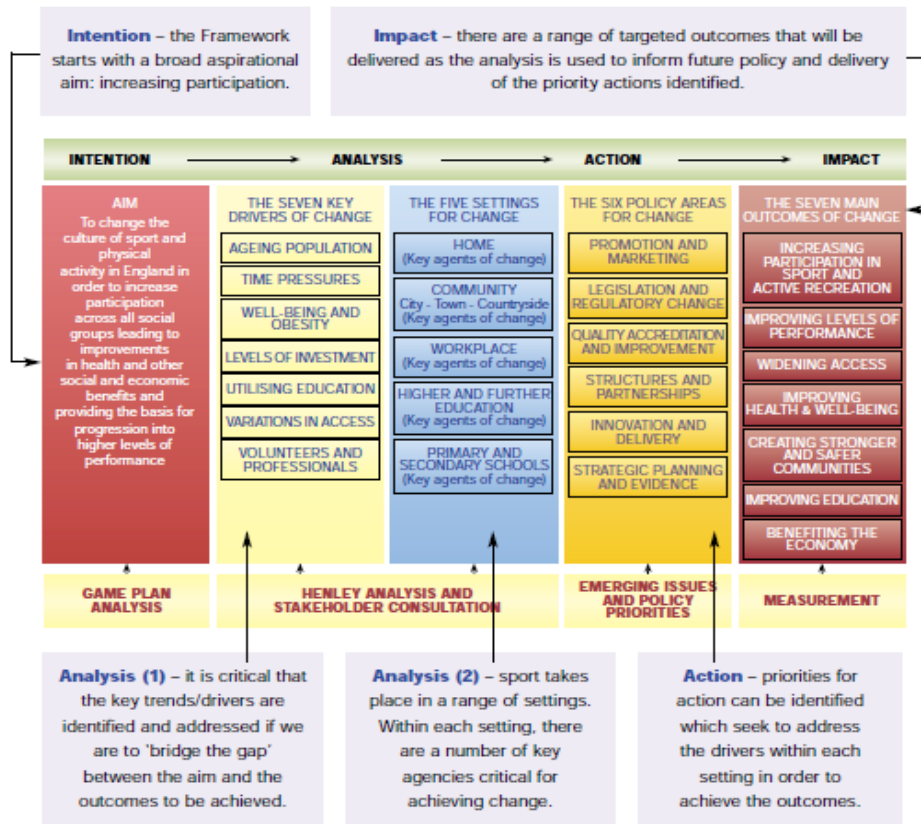 Intention – the Framework
starts with a broad aspirational
aim: increasing participation.
Impact – there are a range of targeted outcomes that will be
delivered as the analysis is used to inform future policy and delivery
of the priority actions identified.
INTENTION
ANALYSIS
ACTION
IMPACT
AIM
To change the
culture of sport and
physical
activity in England in
order to increase
participation
across all social
groups leading to
improvements
in health and other
social and economic
benefits and
providing the basis for
progression into
higher levels of
performance
THE SEVEN KEY
DRIVERS OF CHANGE
AGEING POPULATION
TIME PRESSURES
WELL-BEING AND
OBESITY
LEVELS OF INVESTMENT
UTILISING EDUCATION
VARIATIONS IN ACCESS
VOLUNTEERS AND
PROFESSIONALS
THE FIVE SETTINGS
FOR CHANGE
HOME
(Key agents of change)
COMMUNITY
City - Town - Countryside
(Key agents of change)
WORKPLACE
(Key agents of change)
HIGHER AND FURTHER
EDUCATION
(Key agents of change)
PRIMARY AND
SECONDARY SCHOOLS
(Key agents of change)
THE SIX POLICY AREAS
FOR CHANGE
PROMOTION AND
MARKETING
LEGISLATION AND
REGULATORY CHANGE
QUALITY ACCREDITATION
AND IMPROVEMENT
STRUCTURES AND
PARTNERSHIPS
INNOVATION AND
DELIVERY
STRATEGIC PLANNING
AND EVIDENCE
THE SEVEN MAIN
OUTCOMES OF CHANGE
INCREASING
PARTICIPATION IN
SPORT AND
ACTIVE RECREATION
IMPROVING LEVELS OF
PERFORMANCE
WIDENING ACCESS
IMPROVING
HEALTH & WELL-BEING
CREATING STRONGER
AND SAFER
COMMUNITIES
IMPROVING EDUCATION
BENEFITING THE
ECONOMY
GAME PLAN
ANALYSIS
HENLEY ANALYSIS AND
STAKEHOLDER CONSULTATION
EMERGING ISSUES
AND POLICY
PRIORITIES
MEASUREMENT
Analysis (1) – it is critical that
the key trends/drivers are
identified and addressed if we
are to 'bridge the gap'
between the aim and the
outcomes to be achieved.
Analysis (2) – sport takes
place in a range of settings.
Within each setting, there
are a number of key
agencies critical for
achieving change.
Action – priorities for
action can be identified
which seek to address
the drivers within each
setting in order to
achieve the outcomes.